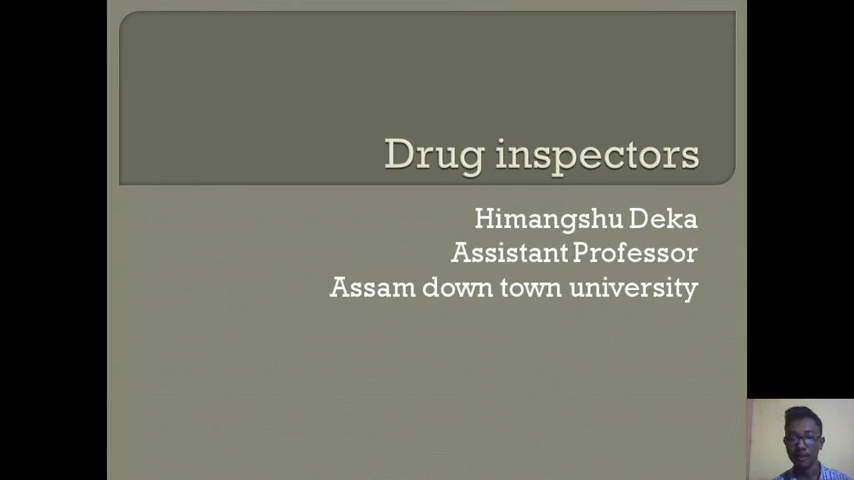 Drug inspectors
Himangshu Deka
Assistant Professor
Assam down town university